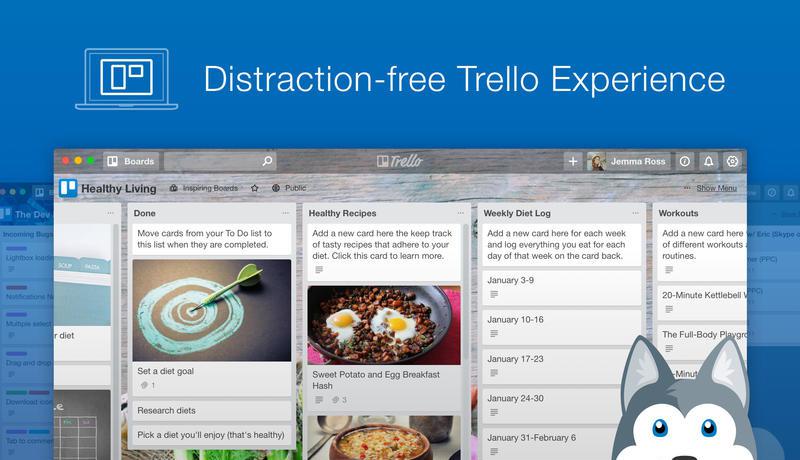 Distraction-free Trello Experience
Boards
Trello
Jemma Ross
Healthy Living
Inspiring Boards
Public
Show Menu
The Dev
Incoming Bugs
Lightbox loadin
Notifications N
Multiple select
Drag and drop
Download icon
Tab to comme
SOUP PASTA
r diet
Done
Move cards from your To Do list to
this list when they are completed.
Set a diet goal
1
Research diets
Pick a diet you'll enjoy (that's healthy)
Healthy Recipes
Add a new card here the keep track
of tasty recipes that adhere to your
diet. Click this card to learn more.
Sweet Potato and Egg Breakfast
Hash
3
Weekly Diet Log
Add a new card here for each week
and log everything you eat for each
day of that week on the card back.
January 3-9
January 10-16
January 17-23
January 24-30
January 31-February 6
Workouts
Add a new card here
of different workouts
routines.
20-Minute Kettlebell W
The Full-Body Playgro
-Minut
w/ Eric (Skype o
(PPC)
PPC)